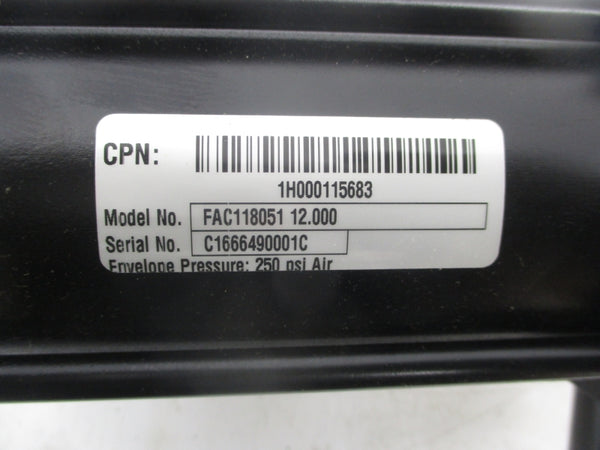 CPN:
1H000115683
Model No. FAC118051 12.000
Serial No. C1666490001C
Envelope Pressure: 250 psi Air